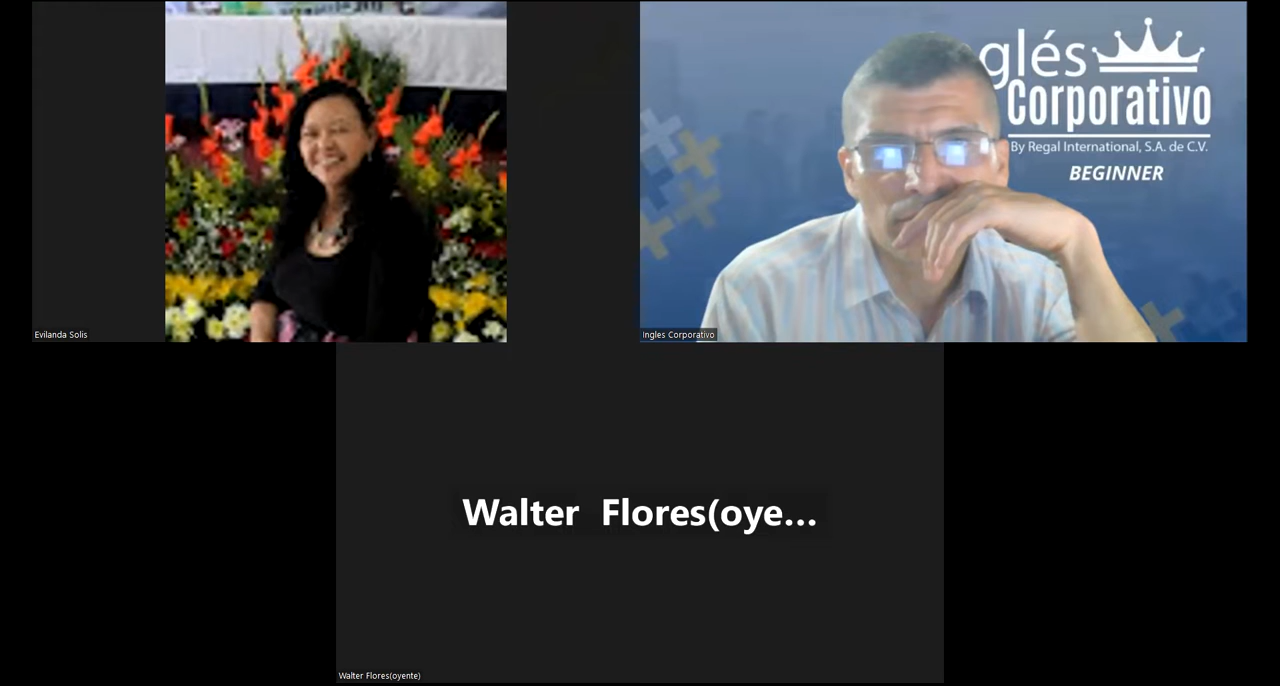 glés
Corporativo
By Regal International, S.A. de C.V.
BEGINNER
Evilanda Solis
Ingles Corporativo
Walter Flores(oye...
Walter Flores(oyente)